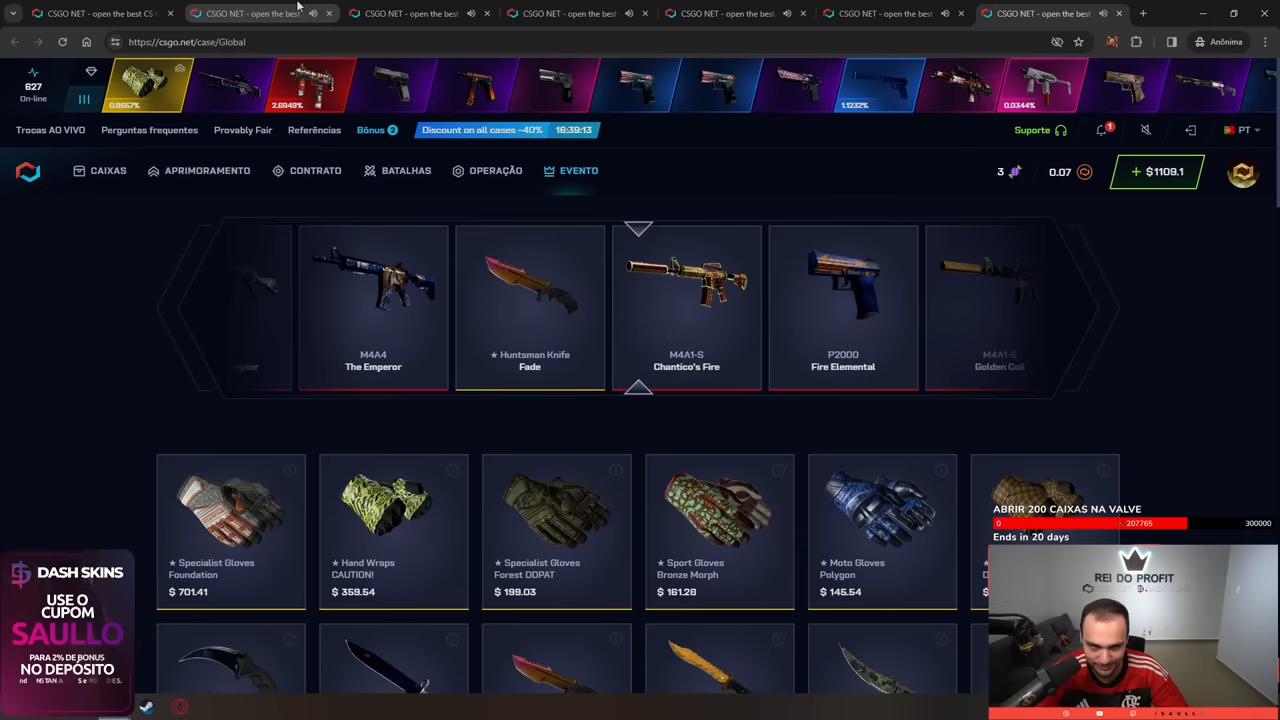 CSGO NET - open the best CS
CSGO NET - open the best
CSGO NET - open the best
CSGO NET - open the best
CSGO NET - open the best
CSGO NET - open the best
CSGO NET - open the best
https://csgo.net/case/Global
Anônima
627
On-line
0.9657%
2.6949%
1.1232%
0.0344%
Trocas AO VIVO
Perguntas frequentes
Provably Fair
Referências
Bônus 2
Discount on all cases -40%
16:39:13
Suporte
1
PT
CAIXAS
APRIMORAMENTO
CONTRATO
BATALHAS
OPERAÇÃO
EVENTO
3
0.07
+ $1109.1
M4A4
The Emperor
★ Huntsman Knife
Fade
M4A1-S
Chantico's Fire
P2000
Fire Elemental
M4A1-S
Golden Coil
★ Specialist Gloves
Foundation
$ 701.41
★ Hand Wraps
CAUTION!
$ 359.54
★ Specialist Gloves
Forest DDPAT
$ 199.03
★ Sport Gloves
Bronze Morph
$ 161.28
★ Moto Gloves
Polygon
$ 145.54
ABRIR 200 CAIXAS NA VALVE
0
207765
300000
Ends in 20 days
REI DO PROFIT
DASH SKINS
USE O
CUPOM
SAULLO
PARA 2% DE BONUS
NO DEPÓSITO